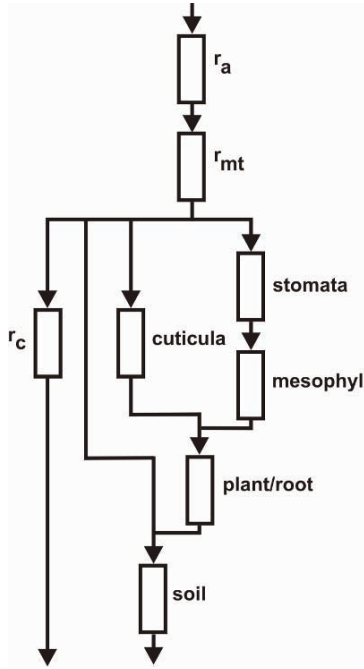 ra
rmt
stomata
rc
cuticula
mesophyl
plant/root
soil